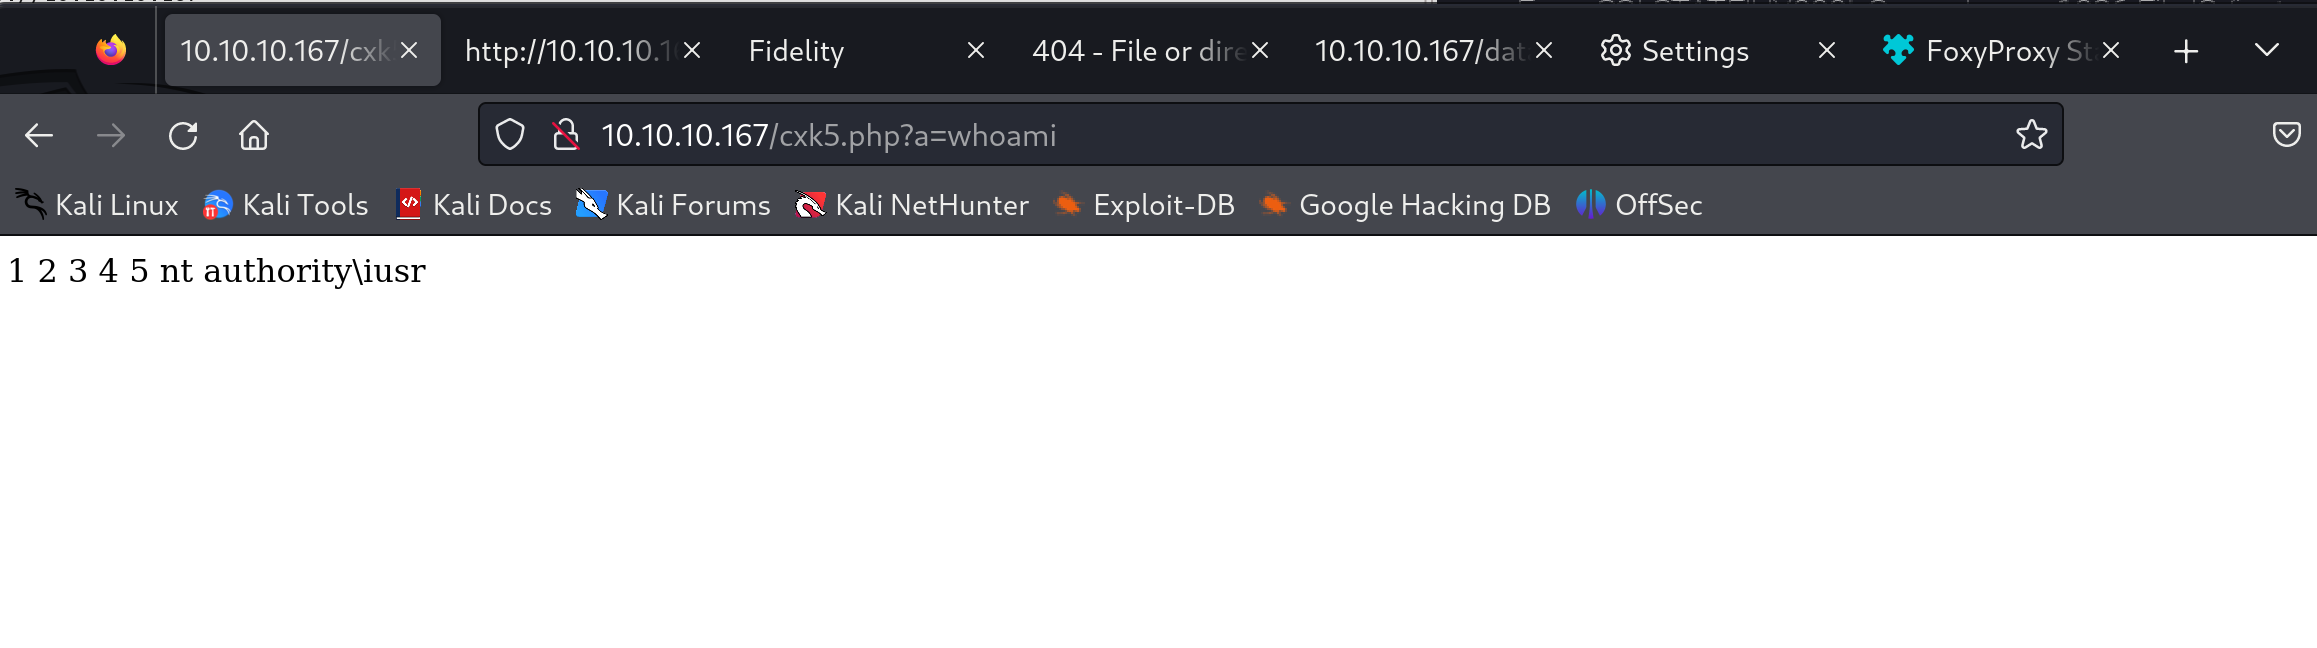 10.10.10.167/cxk http://10.10.10.1 Fidelity 404 - File or dire 10.10.10.167/dat Settings FoxyProxy St
10.10.10.167/cxk5.php?a=whoami
Kali Linux Kali Tools Kali Docs Kali Forums Kali NetHunter Exploit-DB Google Hacking DB OffSec
1 2 3 4 5 nt authority\iusr